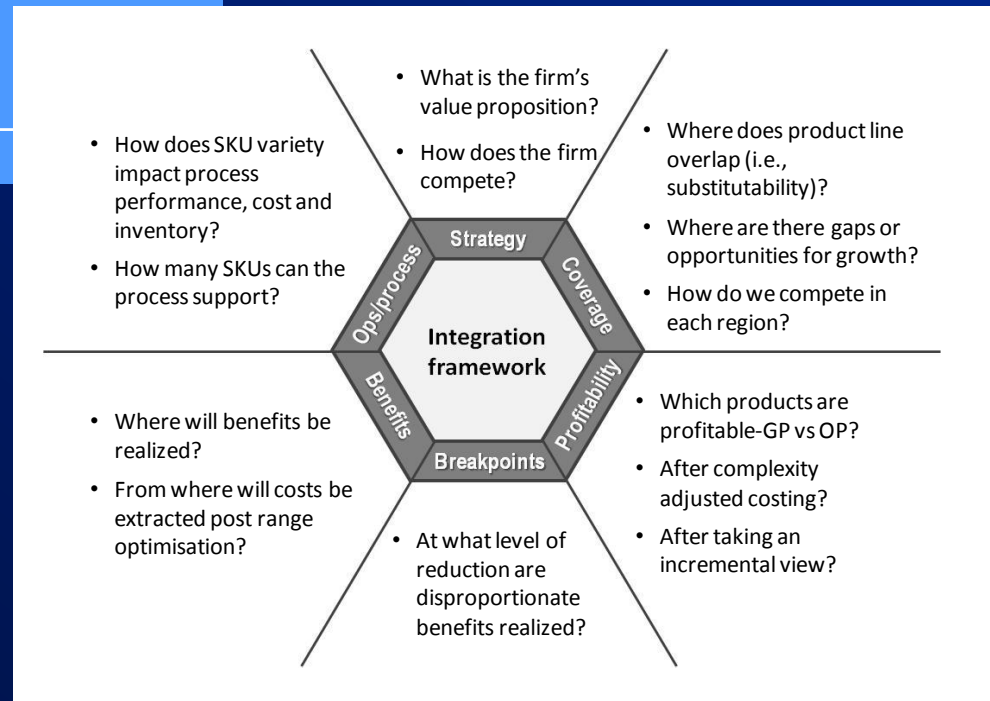 • What is the firm's
value proposition?
• How does the firm
compete?
• Where does product line
overlap (i.e.,
substitutability)?
• Where are there gaps or
opportunities for growth?
• How do we compete in
each region?
• How does SKU variety
impact process
performance, cost and
inventory?
• How many SKUs can the
process support?
Strategy
Coverage
Ops/process
Integration
framework
Benefits
Profitability
Breakpoints
• Where will benefits be
realized?
• From where will costs be
extracted post range
optimisation?
• Which products are
profitable-GP vs OP?
• After complexity
adjusted costing?
• After taking an
incremental view?
• At what level of
reduction are
disproportionate
benefits realized?